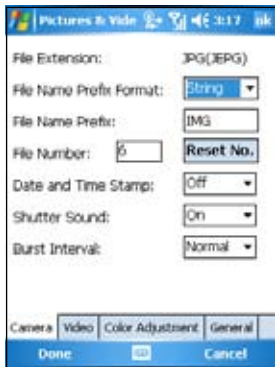 Pictures & Vide 3:17 ok
File Extension: JPG(JEPG)
File Name Prefix Format: String
File Name Prefix: IMG
File Number: 6 Reset No.
Date and Time Stamp: Off
Shutter Sound: On
Burst Interval: Normal
Camera Video Color Adjustment General
Done Cancel